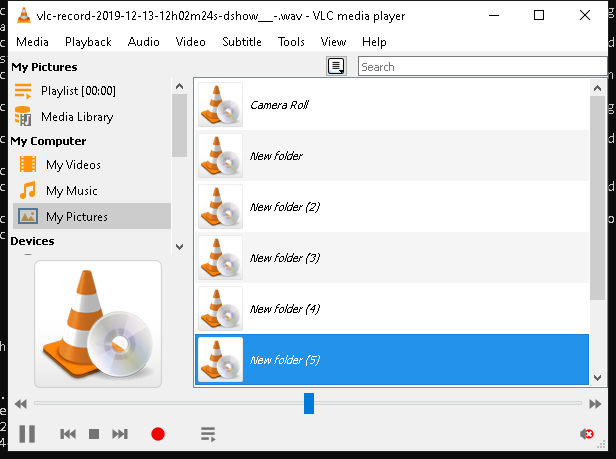 vlc-record-2019-12-13-12h02m24s-dshow___-.wav - VLC media player
Media Playback Audio Video Subtitle Tools View Help
My Pictures
Search
Playlist [00:00]
Media Library
My Computer
My Videos
My Music
My Pictures
Devices
Camera Roll
New folder
New folder (2)
New folder (3)
New folder (4)
New folder (5)